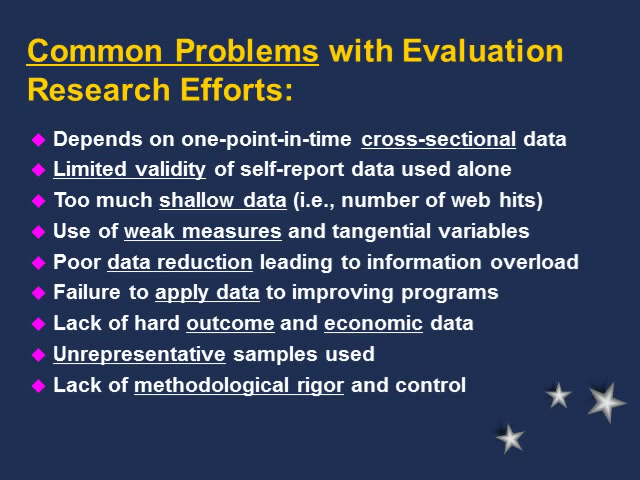 Common Problems with Evaluation
Research Efforts:
Depends on one-point-in-time cross-sectional data
Limited validity of self-report data used alone
Too much shallow data (i.e., number of web hits)
Use of weak measures and tangential variables
Poor data reduction leading to information overload
Failure to apply data to improving programs
Lack of hard outcome and economic data
Unrepresentative samples used
Lack of methodological rigor and control